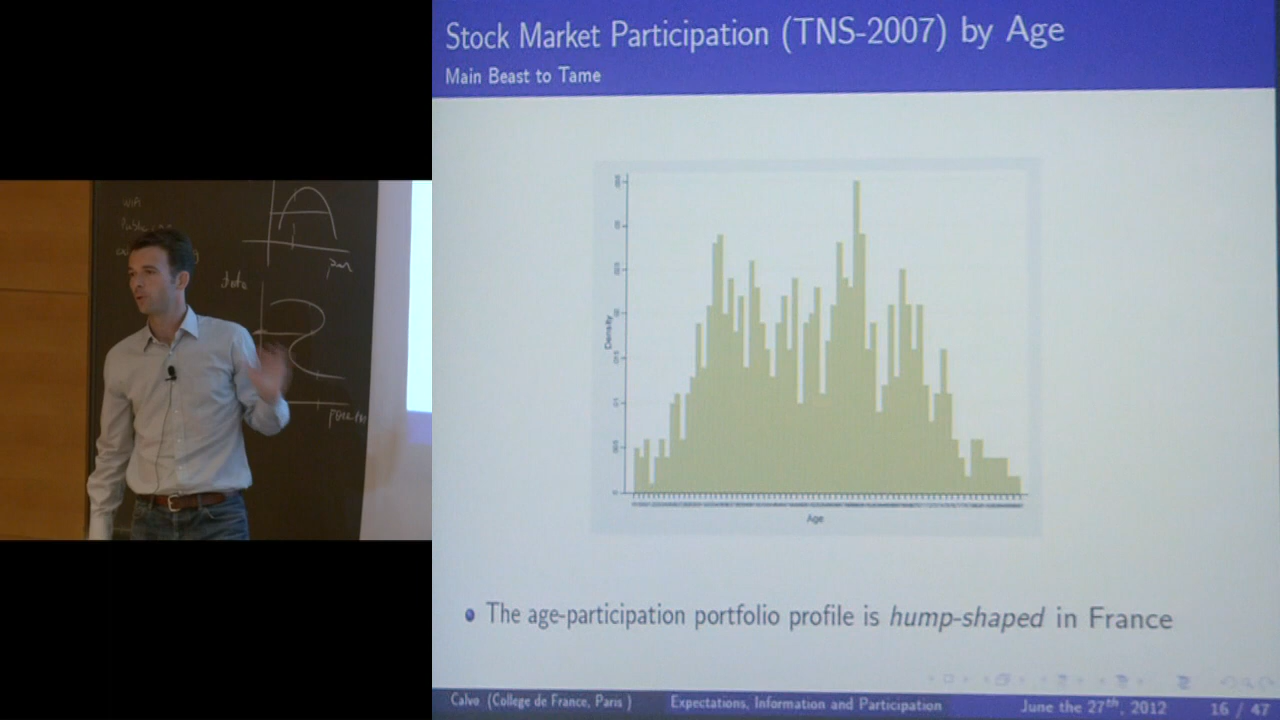 Stock Market Participation (TNS-2007) by Age
Main Beast to Tame
Density
Age
The age-participation portfolio profile is hump-shaped in France
Calvo (College de France, Paris )
Expectations, Information and Participation
June the 27th, 2012
16 / 47